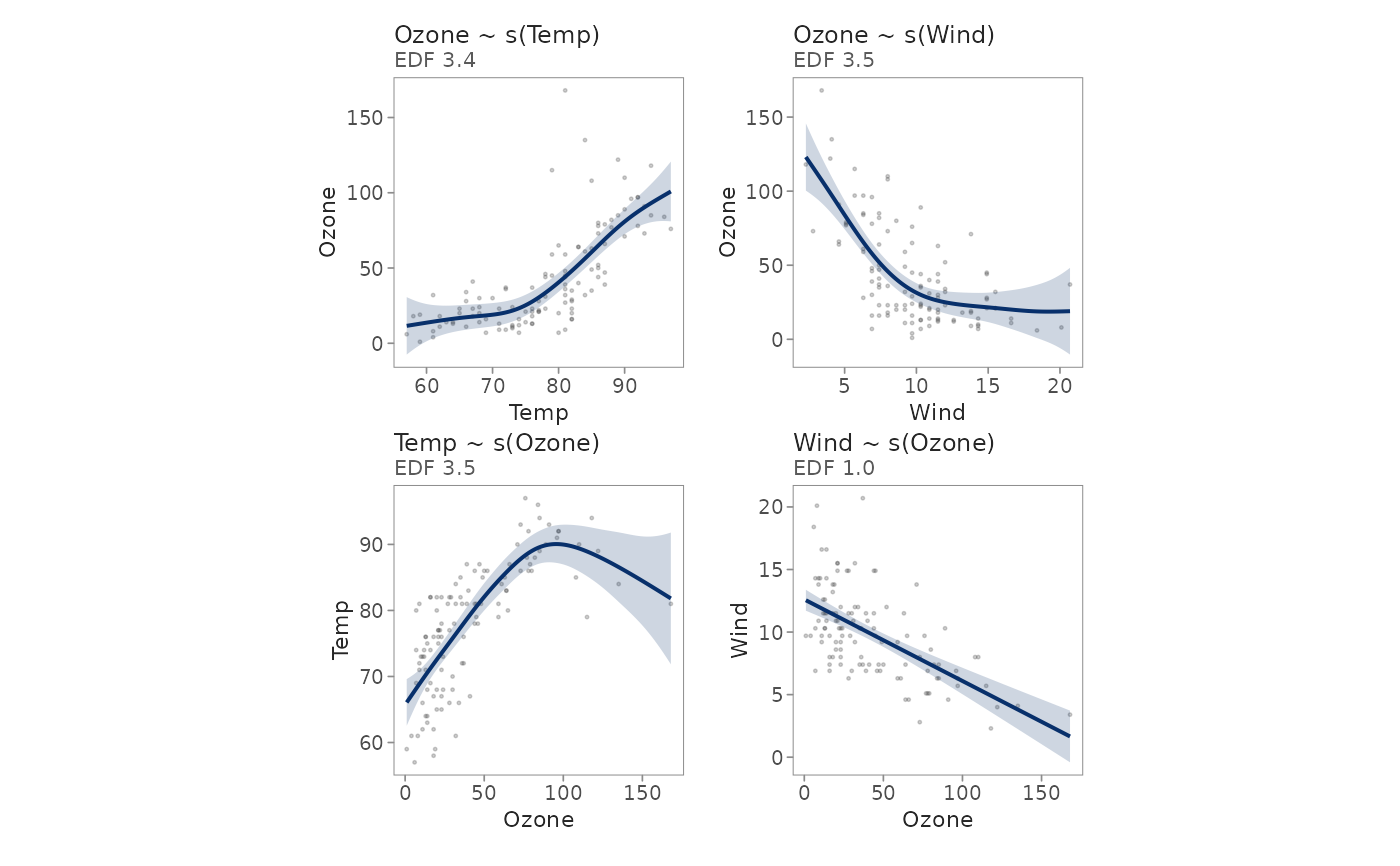 Ozone ~ s(Temp)
EDF 3.4
150
100
50
0
Ozone
60 70 80 90
Temp
Ozone ~ s(Wind)
EDF 3.5
150
100
50
0
Ozone
5 10 15 20
Wind
Temp ~ s(Ozone)
EDF 3.5
90
80
70
60
Temp
0 50 100 150
Ozone
Wind ~ s(Ozone)
EDF 1.0
20
15
10
5
0
Wind
0 50 100 150
Ozone